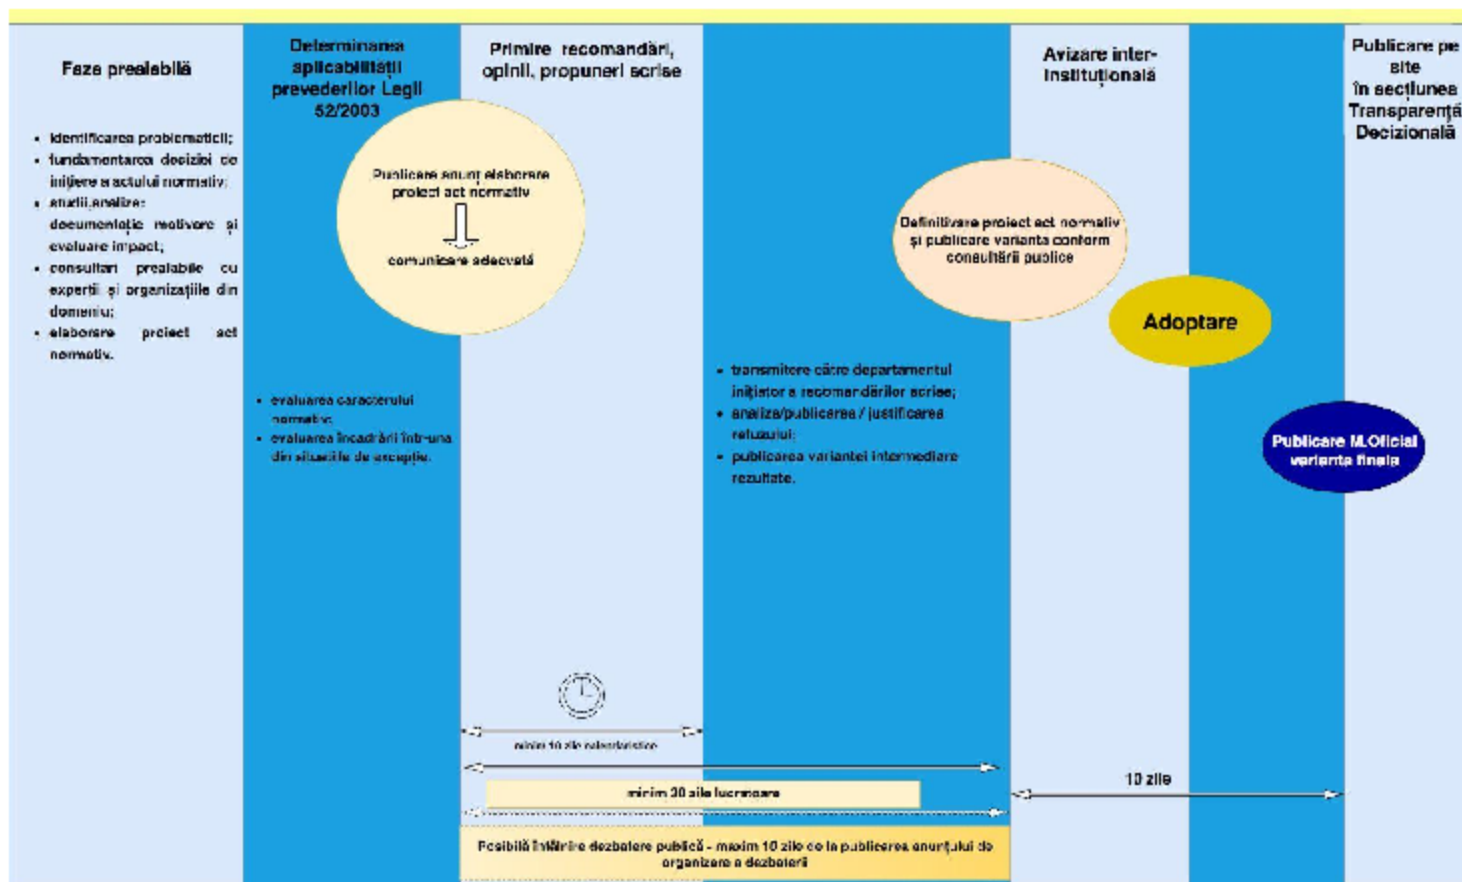 Faza prealabilă
identificarea problematicii;
fundamentarea deciziei de
inițiere a actului normativ;
studii,analize:
documentație motivare și
evaluare impact;
consultari prealabile cu
experții și organizațiile din
domeniu;
elaborare proiect act
normativ.
Determinarea
aplicabilității
prevederilor Legii
52/2003
evaluarea caracterului
normativ;
evaluarea încadrării într-una
din situatiile de excepție.
Primire recomandări,
opinii, propuneri scrise
Publicare anunț elaborare
proiect act normativ
comunicare adecvată
transmitere către departamentul
inițiator a recomandărilor scrise;
analiza/publicarea / justificarea
refuzului;
publicarea variantei intermediare
rezultate.
Definitivare proiect act normativ
și publicare varianta conform
consultării publice
Avizare inter-
instituțională
Adoptare
Publicare M.Oficial
varianta finala
Publicare pe
site
în secțiunea
Transparență
Decizională
minim 10 zile calendaristice
minim 30 zile lucratoare
10 zile
Posibilă întâlnire dezbatere publică - maxim 10 zile de la publicarea anunțului de
organizare a dezbaterii